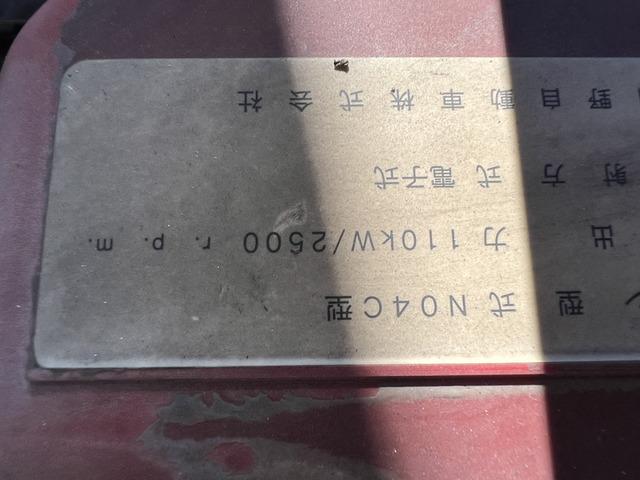 型 式 N04C型
出 力 110kW/2500 r. p. m.
射 方 式 電子式
野 自 動 車 株 式 会 社